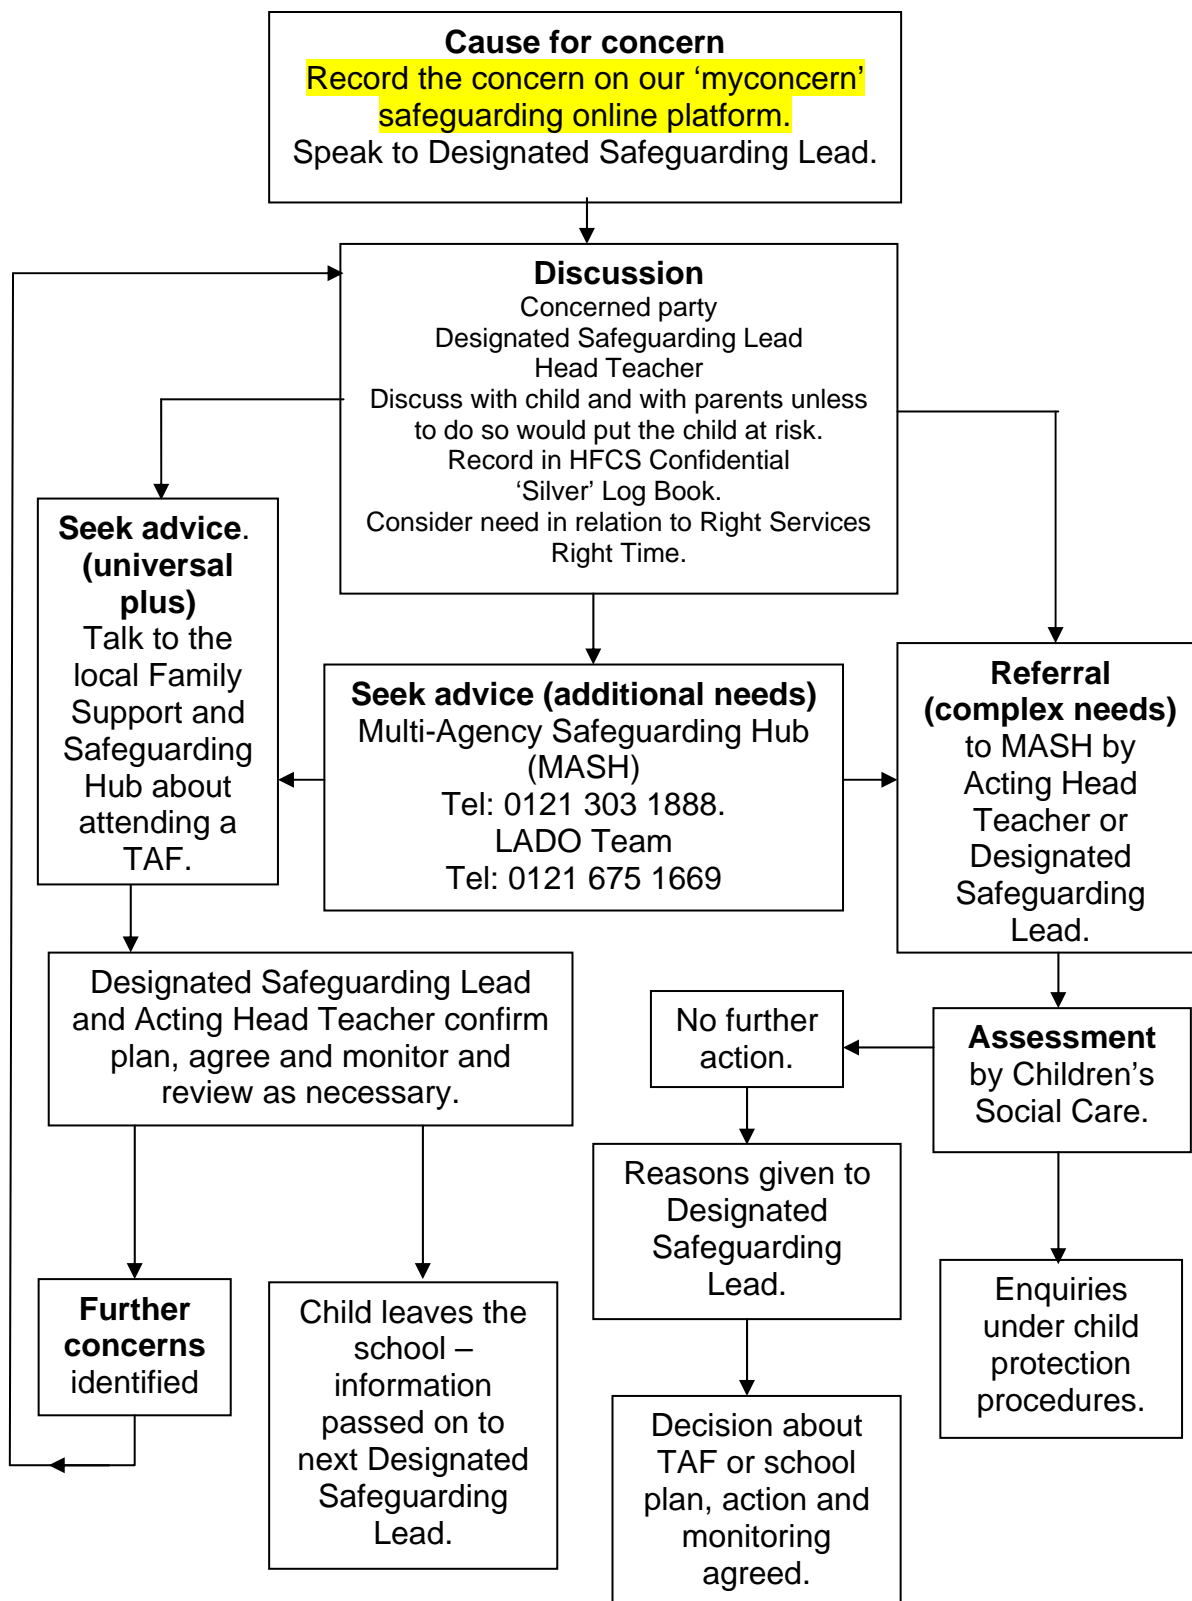 Cause for concern
Record the concern on our ‘myconcern’
safeguarding online platform.
Speak to Designated Safeguarding Lead.
Discussion
Concerned party
Designated Safeguarding Lead
Head Teacher
Discuss with child and with parents unless
to do so would put the child at risk.
Record in HFCS Confidential
‘Silver’ Log Book.
Consider need in relation to Right Services
Right Time.
Seek advice.
(universal
plus)
Talk to the
local Family
Support and
Safeguarding
Hub about
attending a
TAF.
Seek advice (additional needs)
Multi-Agency Safeguarding Hub
(MASH)
Tel: 0121 303 1888.
LADO Team
Tel: 0121 675 1669
Referral
(complex needs)
to MASH by
Acting Head
Teacher or
Designated
Safeguarding
Lead.
Designated Safeguarding Lead
and Acting Head Teacher confirm
plan, agree and monitor and
review as necessary.
No further
action.
Assessment
by Children’s
Social Care.
Reasons given to
Designated
Safeguarding
Lead.
Further
concerns
identified
Child leaves the
school –
information
passed on to
next Designated
Safeguarding
Lead.
Enquiries
under child
protection
procedures.
Decision about
TAF or school
plan, action and
monitoring
agreed.